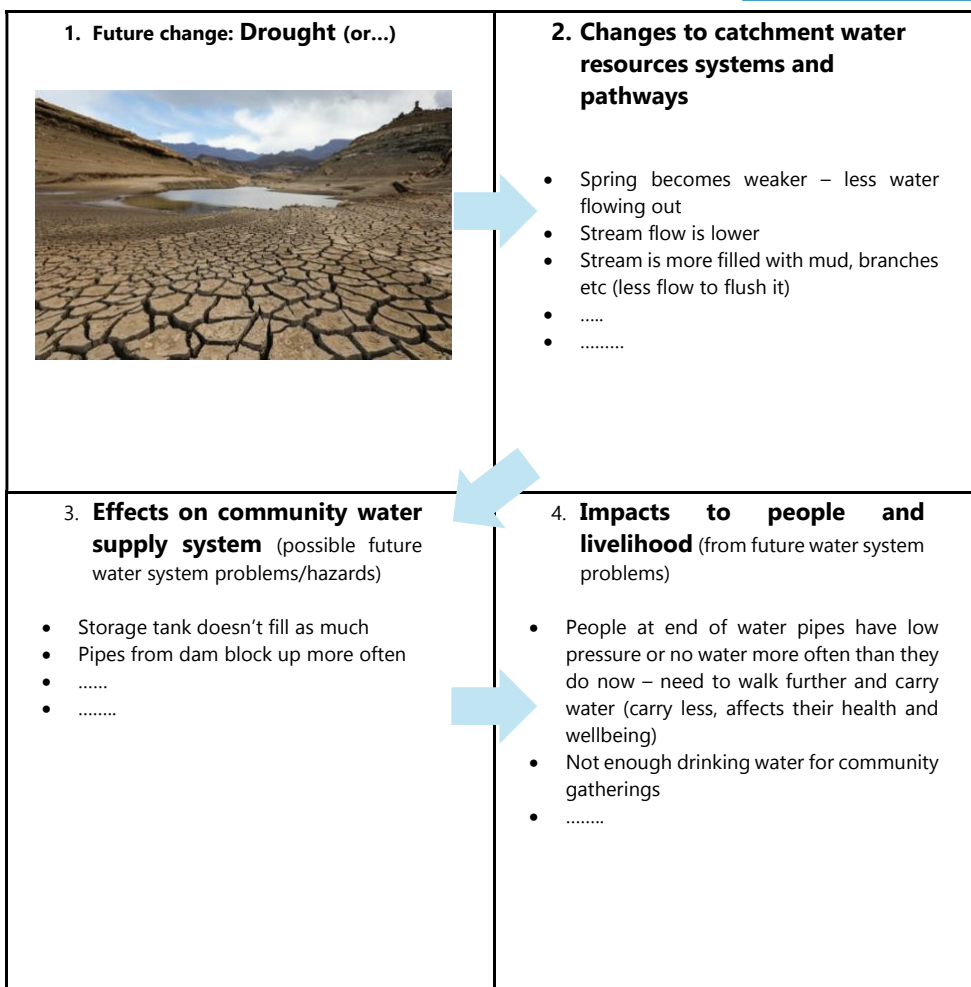 1. Future change: Drought (or…)
2. Changes to catchment water
resources systems and
pathways
• Spring becomes weaker – less water
flowing out
• Stream flow is lower
• Stream is more filled with mud, branches
etc (less flow to flush it)
• …..
• ………
3. Effects on community water
supply system (possible future
water system problems/hazards)
• Storage tank doesn’t fill as much
• Pipes from dam block up more often
• ……
• ……..
4. Impacts to people and
livelihood (from future water system
problems)
• People at end of water pipes have low
pressure or no water more often than they
do now – need to walk further and carry
water (carry less, affects their health and
wellbeing)
• Not enough drinking water for community
gatherings
• ……..